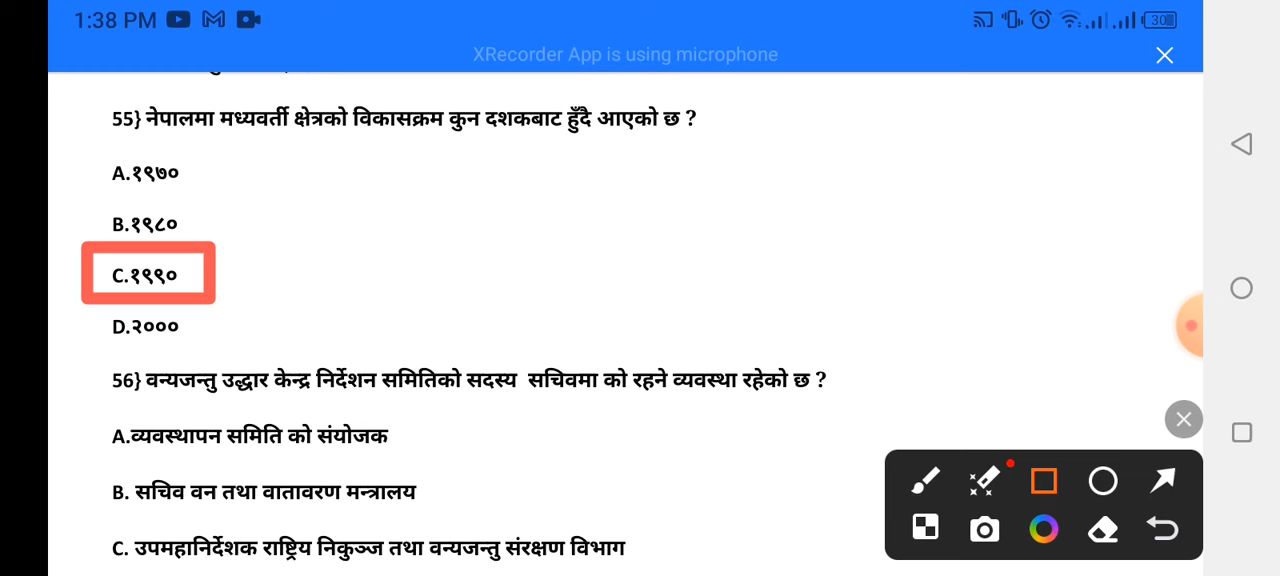 1:38 PM
30
XRecorder App is using microphone
55} नेपालमा मध्यवर्ती क्षेत्रको विकासक्रम कुन दशकबाट हुँदै आएको छ ?
A.१९७०
B.१९८०
C.१९९०
D.२०००
56} वन्यजन्तु उद्धार केन्द्र निर्देशन समितिको सदस्य सचिवमा को रहने व्यवस्था रहेको छ ?
A.व्यवस्थापन समिति को संयोजक
B. सचिव वन तथा वातावरण मन्त्रालय
C. उपमहानिर्देशक राष्ट्रिय निकुञ्ज तथा वन्यजन्तु संरक्षण विभाग